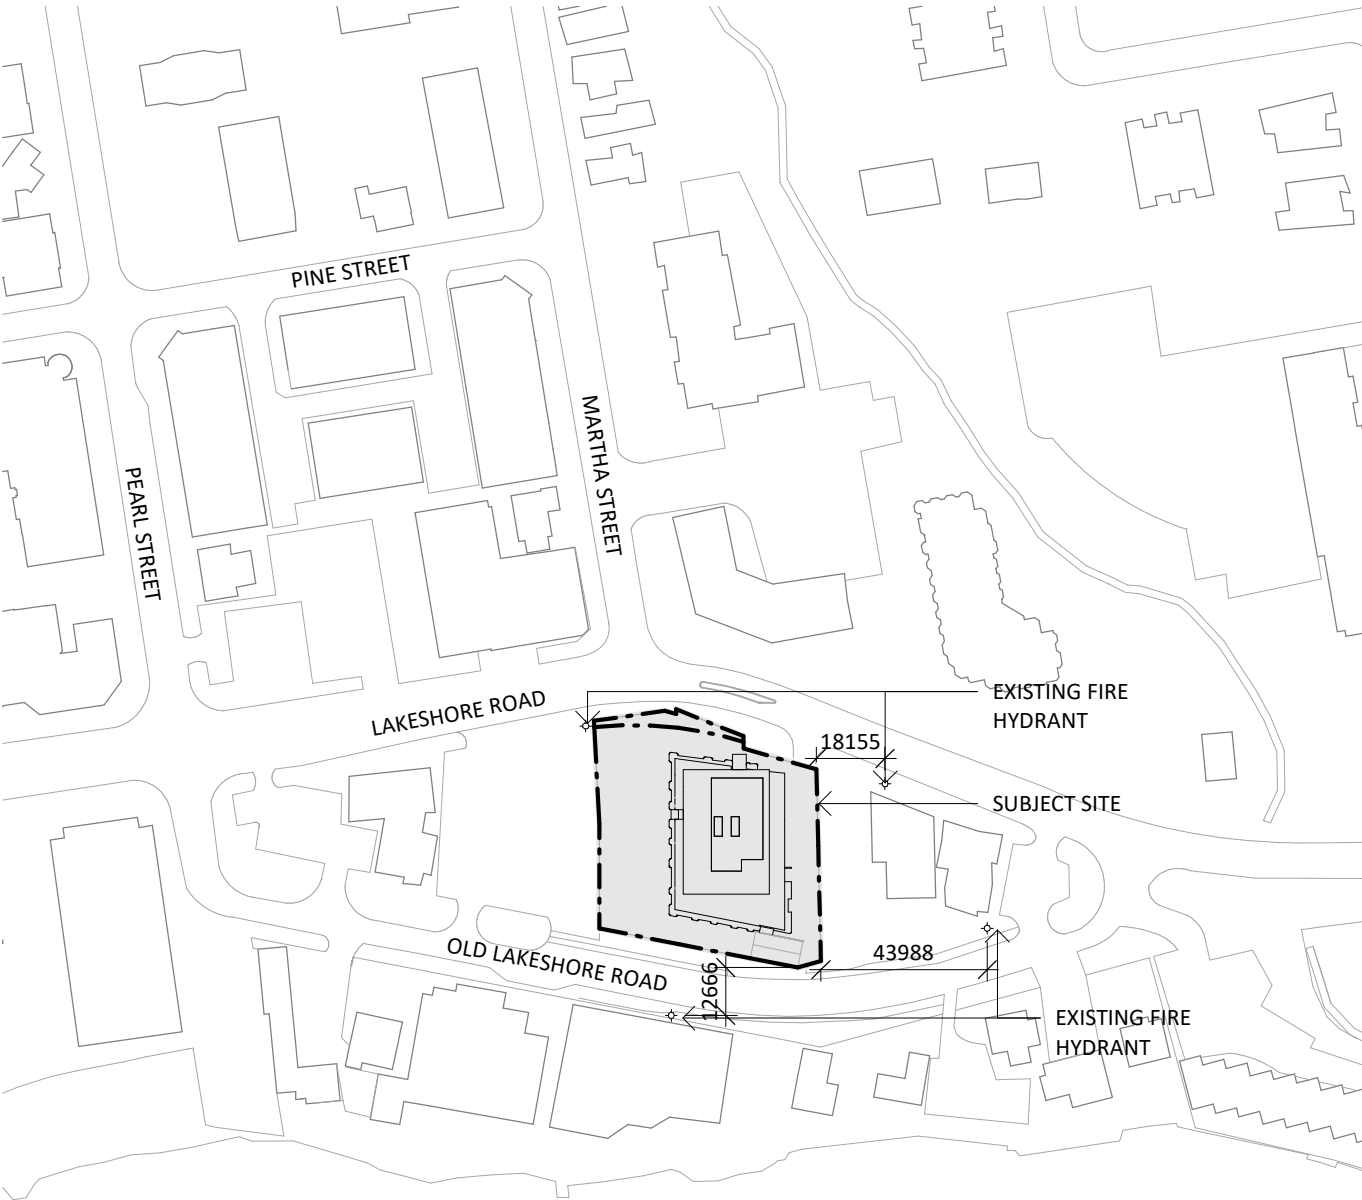 PINE STREET
MARTHA STREET
PEARL STREET
LAKESHORE ROAD
EXISTING FIRE
HYDRANT
18155
SUBJECT SITE
OLD LAKESHORE ROAD
43988
12666
EXISTING FIRE
HYDRANT